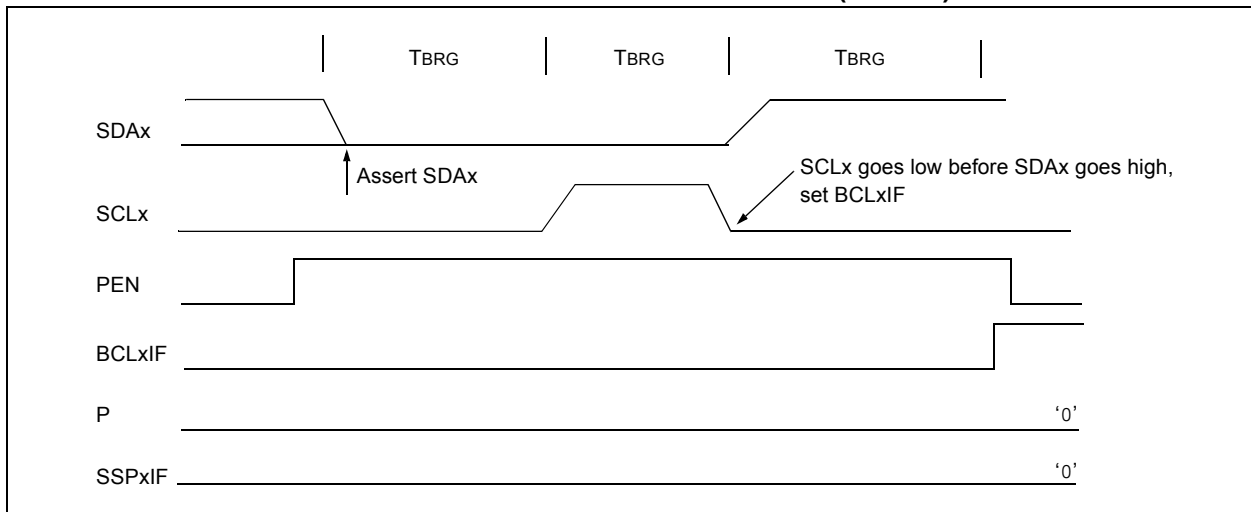 TBRG TBRG TBRG
SDAx
Assert SDAx
SCLx goes low before SDAx goes high,
set BCLxIF
SCLx
PEN
BCLxIF
P
‘0’
SSPxIF
‘0’